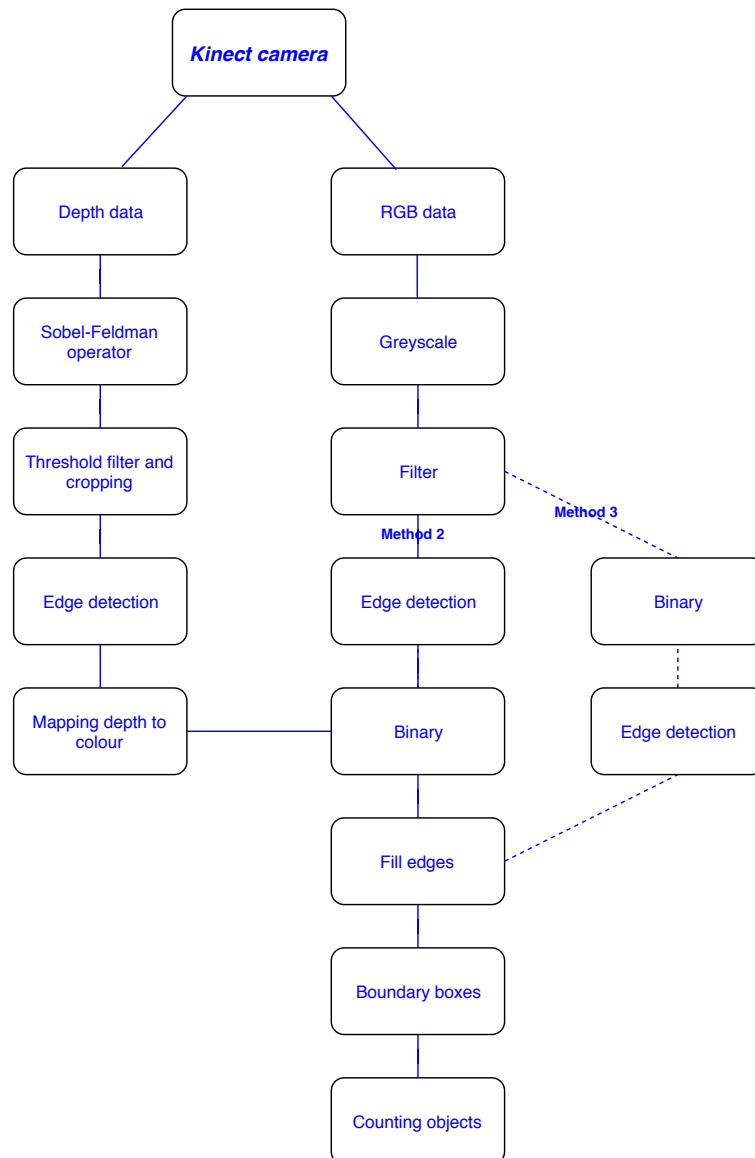 Kinect camera
Depth data
RGB data
Sobel-Feldman
operator
Greyscale
Threshold filter and
cropping
Filter
Method 3
Method 2
Edge detection
Edge detection
Binary
Mapping depth to
colour
Binary
Edge detection
Fill edges
Boundary boxes
Counting objects